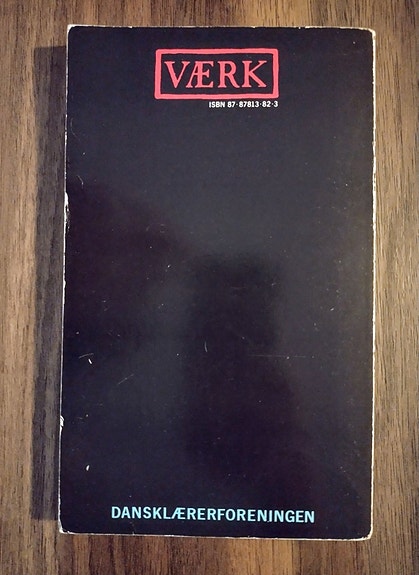 VÆRK
ISBN 87-87813-82-3
DANSKLÆRERFORENINGEN